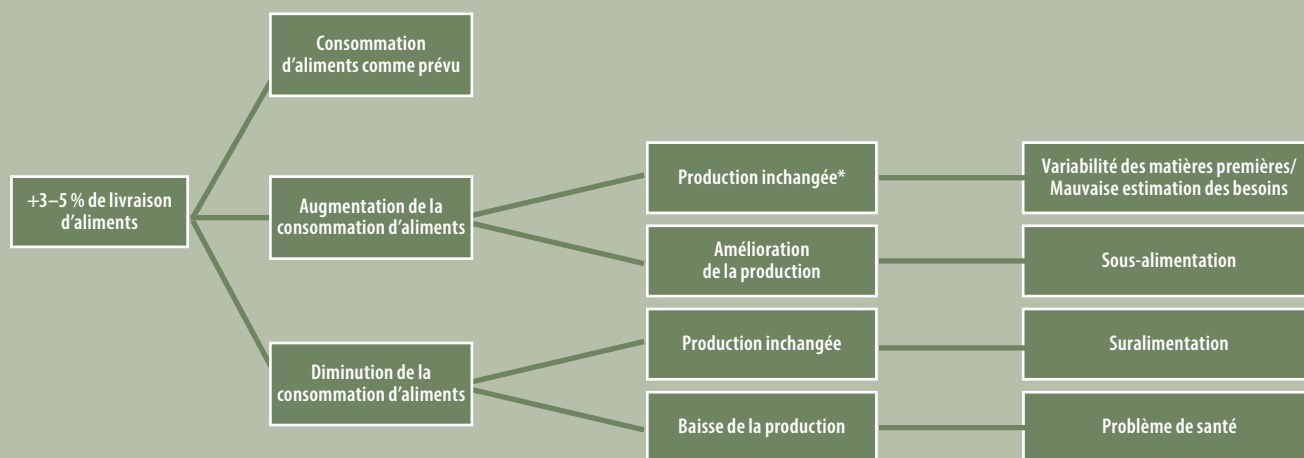 Consommation
d'aliments comme prévu
+3–5 % de livraison
d'aliments
Augmentation de la
consommation d'aliments
Diminution de la
consommation d'aliments
Production inchangée*
Amélioration
de la production
Production inchangée
Baisse de la production
Variabilité des matières premières/
Mauvaise estimation des besoins
Sous-alimentation
Suralimentation
Problème de santé